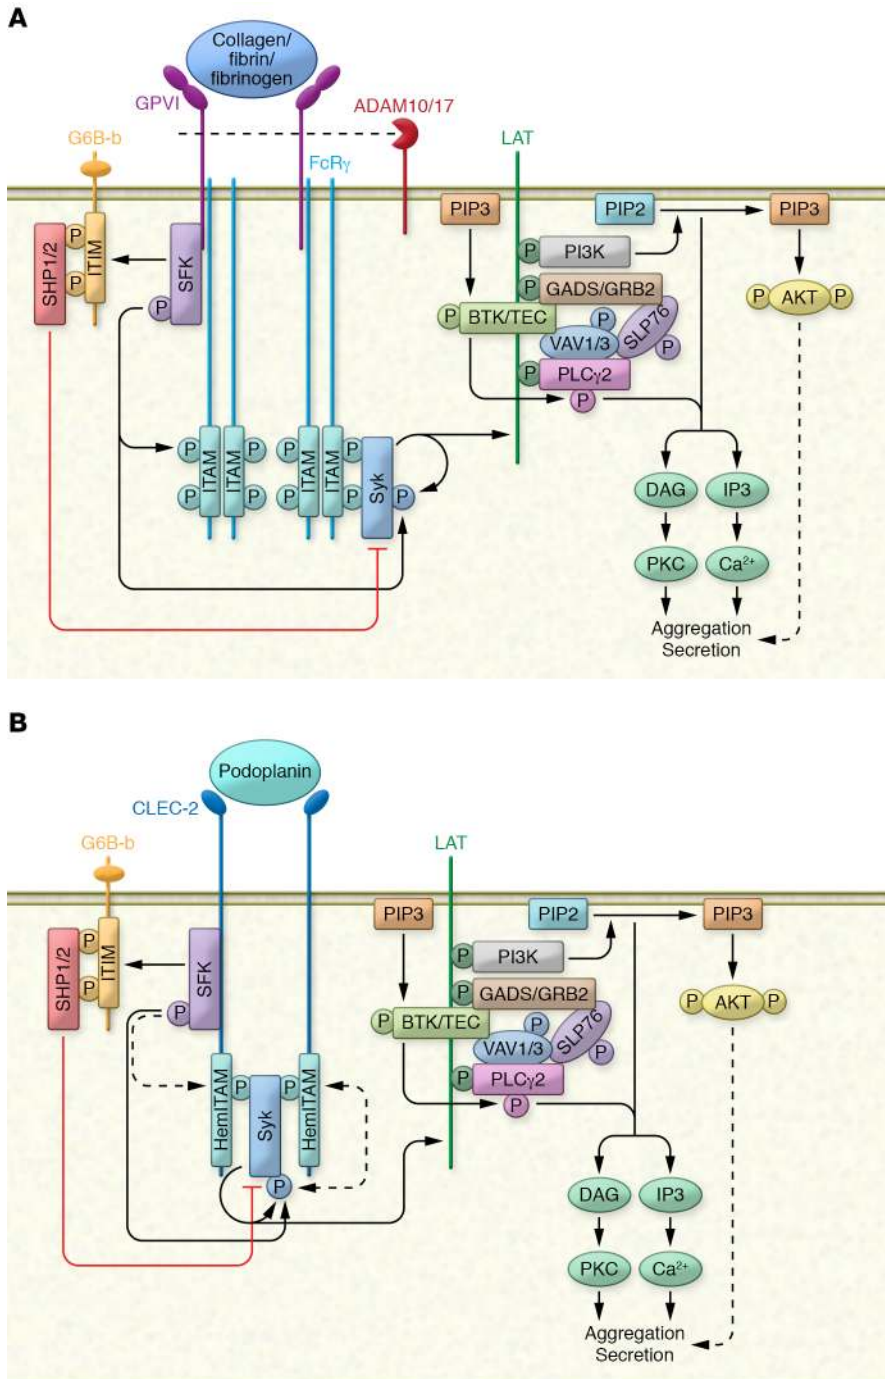 A
Collagen/
fibrin/
fibrinogen
GPVI
ADAM10/17
G6B-b
FcRγ
LAT
PIP3
PIP2
PIP3
SHP1/2
P
P
ITIM
SFK
P
P
PI3K
P
GADS/GRB2
P
BTK/TEC
P
VAV1/3
SLP76
P
P
PLCγ2
P
P
AKT
P
P
P
ITAM
ITAM
P
P
P
P
ITAM
ITAM
P
P
Syk
P
DAG
IP3
PKC
Ca²⁺
Aggregation
Secretion
B
Podoplanin
CLEC-2
G6B-b
LAT
PIP3
PIP2
PIP3
SHP1/2
P
P
ITIM
SFK
P
P
PI3K
P
GADS/GRB2
P
BTK/TEC
P
VAV1/3
SLP76
P
P
PLCγ2
P
P
AKT
P
HemITAM
P
Syk
P
HemITAM
P
DAG
IP3
PKC
Ca²⁺
Aggregation
Secretion